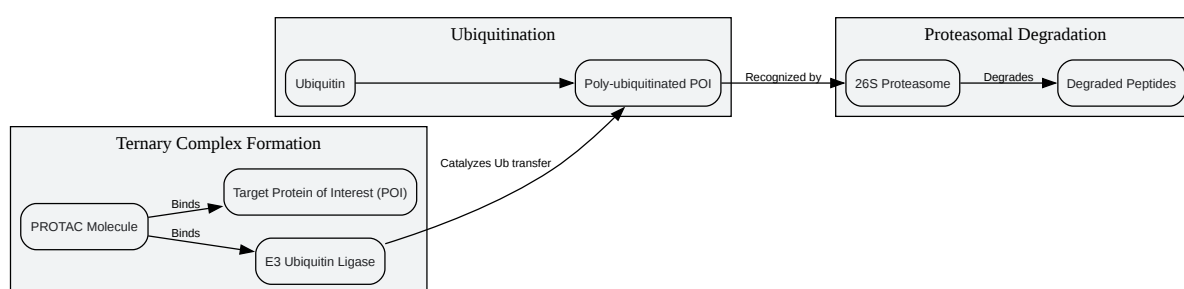 Ubiquitination
Ubiquitin
Poly-ubiquitinated POI
Recognized by
Proteasomal Degradation
26S Proteasome
Degrades
Degraded Peptides
Ternary Complex Formation
PROTAC Molecule
Binds
Target Protein of Interest (POI)
Binds
E3 Ubiquitin Ligase
Catalyzes Ub transfer